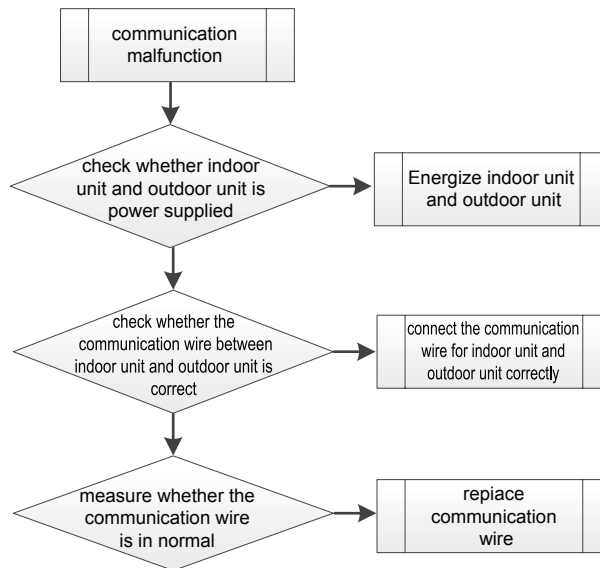 communication
malfunction
check whether indoor
unit and outdoor unit is
power supplied
Energize indoor unit
and outdoor unit
check whether the
communication wire between
indoor unit and outdoor unit is
correct
connect the communication
wire for indoor unit and
outdoor unit correctly
measure whether the
communication wire
is in normal
repiace
communication
wire